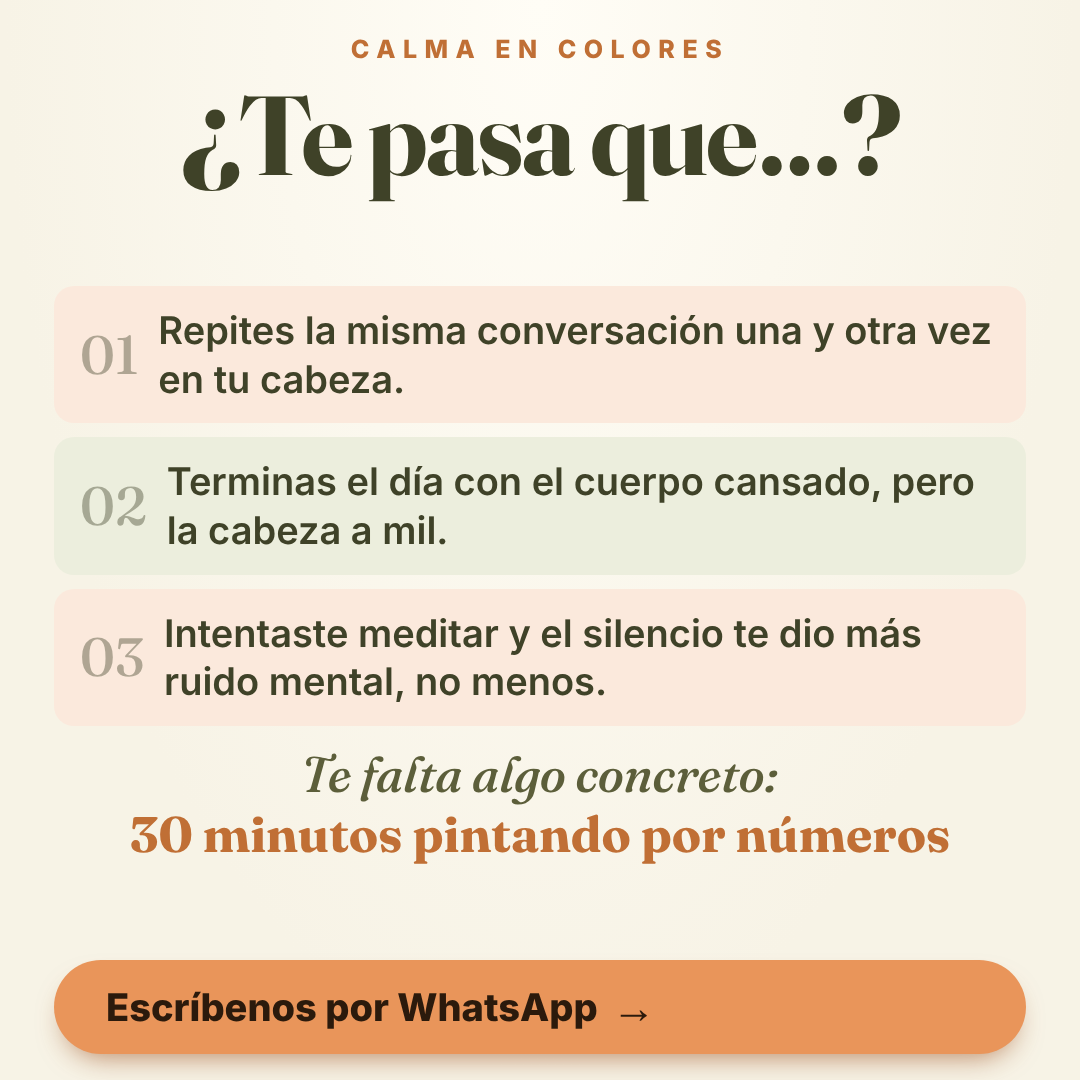 CALMA EN COLORES
¿Te pasa que...?
01 Repites la misma conversación una y otra vez
en tu cabeza.
02 Terminas el día con el cuerpo cansado, pero
la cabeza a mil.
03 Intentaste meditar y el silencio te dio más
ruido mental, no menos.
Te falta algo concreto:
30 minutos pintando por números
Escríbenos por WhatsApp →